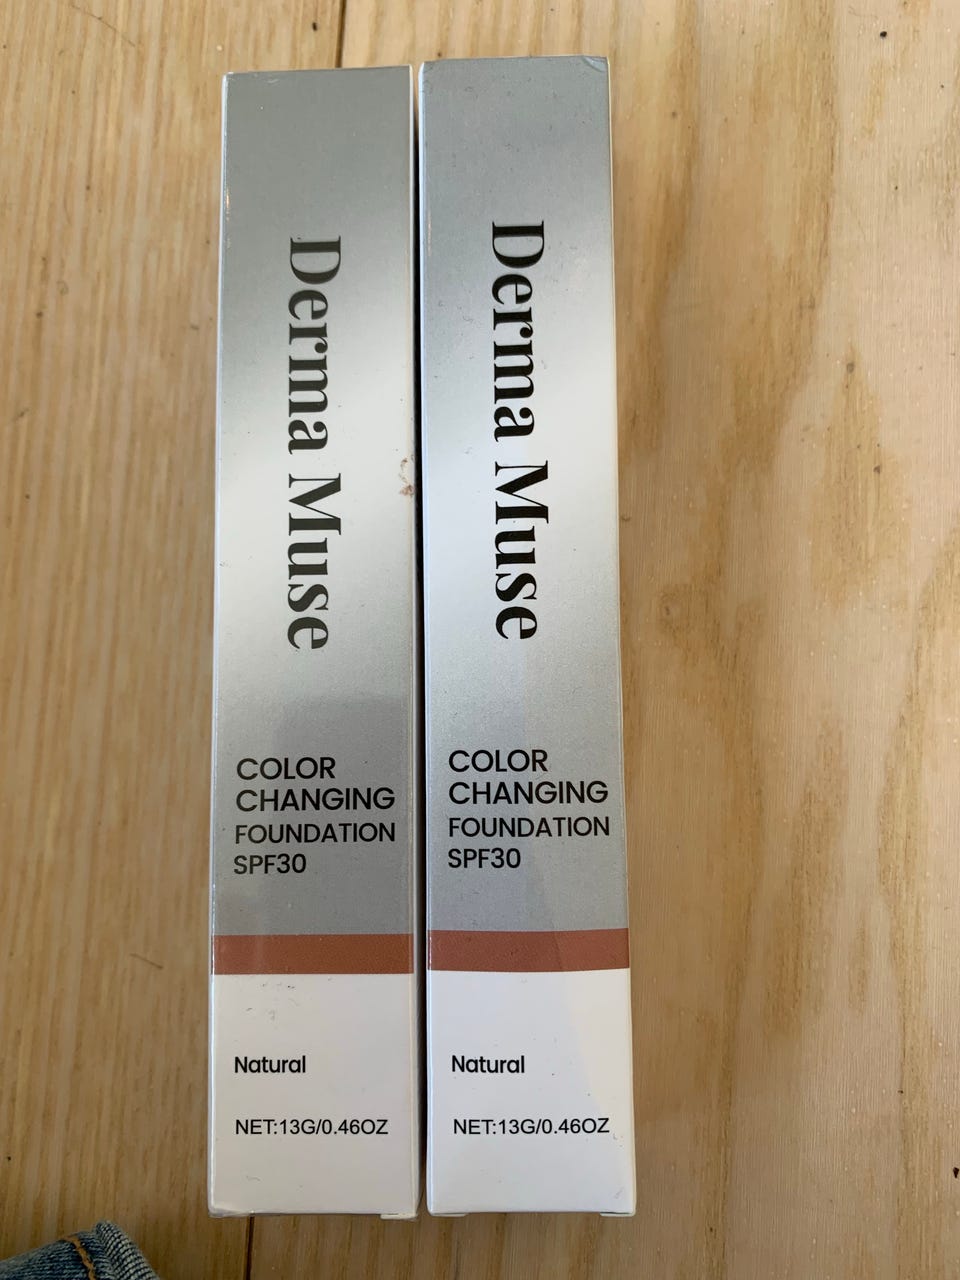 Derma Muse
COLOR
CHANGING
FOUNDATION
SPF30
Natural
NET:13G/0.46OZ
Derma Muse
COLOR
CHANGING
FOUNDATION
SPF30
Natural
NET:13G/0.46OZ